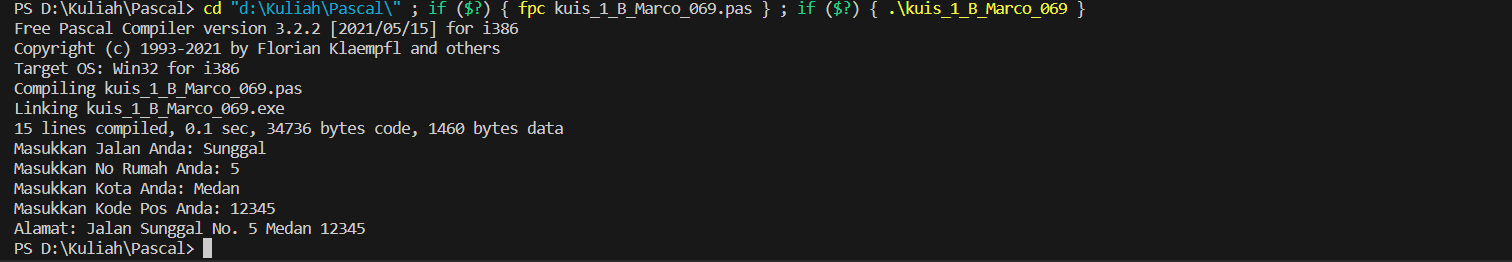 PS D:\Kuliah\Pascal> cd "d:\Kuliah\Pascal\" ; if ($?) { fpc kuis_1_B_Marco_069.pas } ; if ($?) { .\kuis_1_B_Marco_069 }
Free Pascal Compiler version 3.2.2 [2021/05/15] for i386
Copyright (c) 1993-2021 by Florian Klaempfl and others
Target OS: Win32 for i386
Compiling kuis_1_B_Marco_069.pas
Linking kuis_1_B_Marco_069.exe
15 lines compiled, 0.1 sec, 34736 bytes code, 1460 bytes data
Masukkan Jalan Anda: Sunggal
Masukkan No Rumah Anda: 5
Masukkan Kota Anda: Medan
Masukkan Kode Pos Anda: 12345
Alamat: Jalan Sunggal No. 5 Medan 12345
PS D:\Kuliah\Pascal>